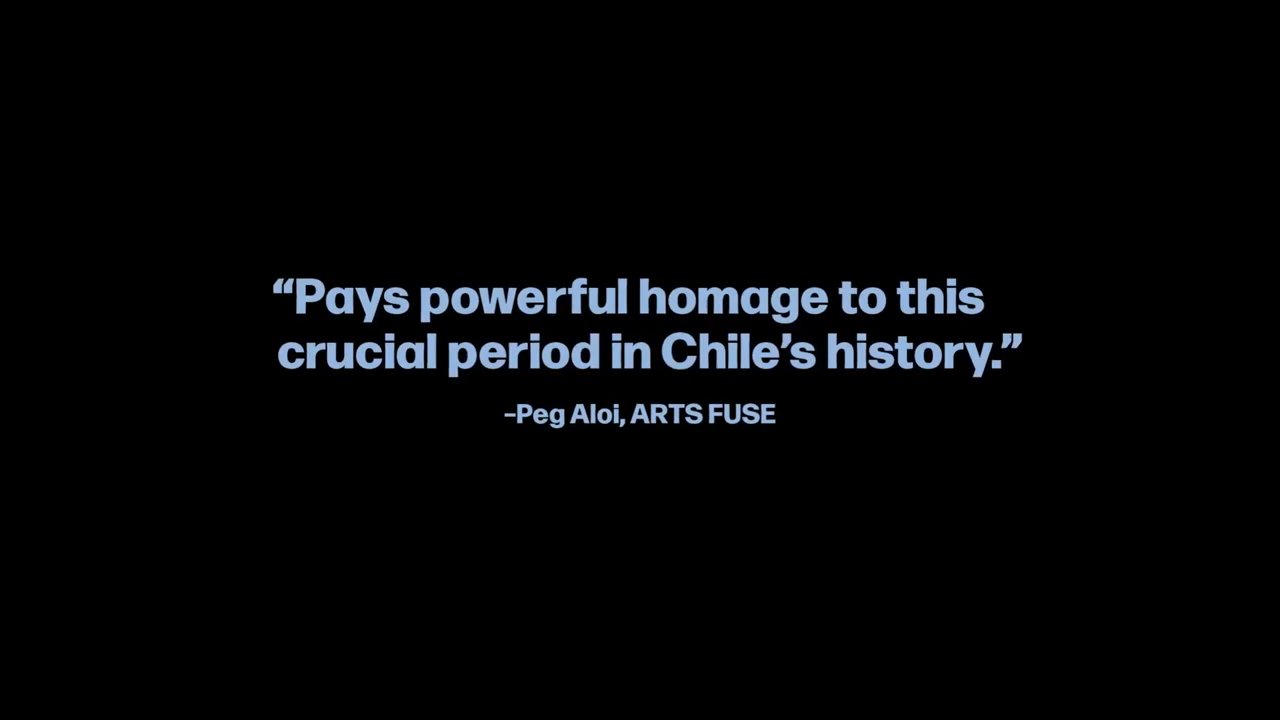 “Pays powerful homage to this
crucial period in Chile’s history.”
–Peg Aloi, ARTS FUSE